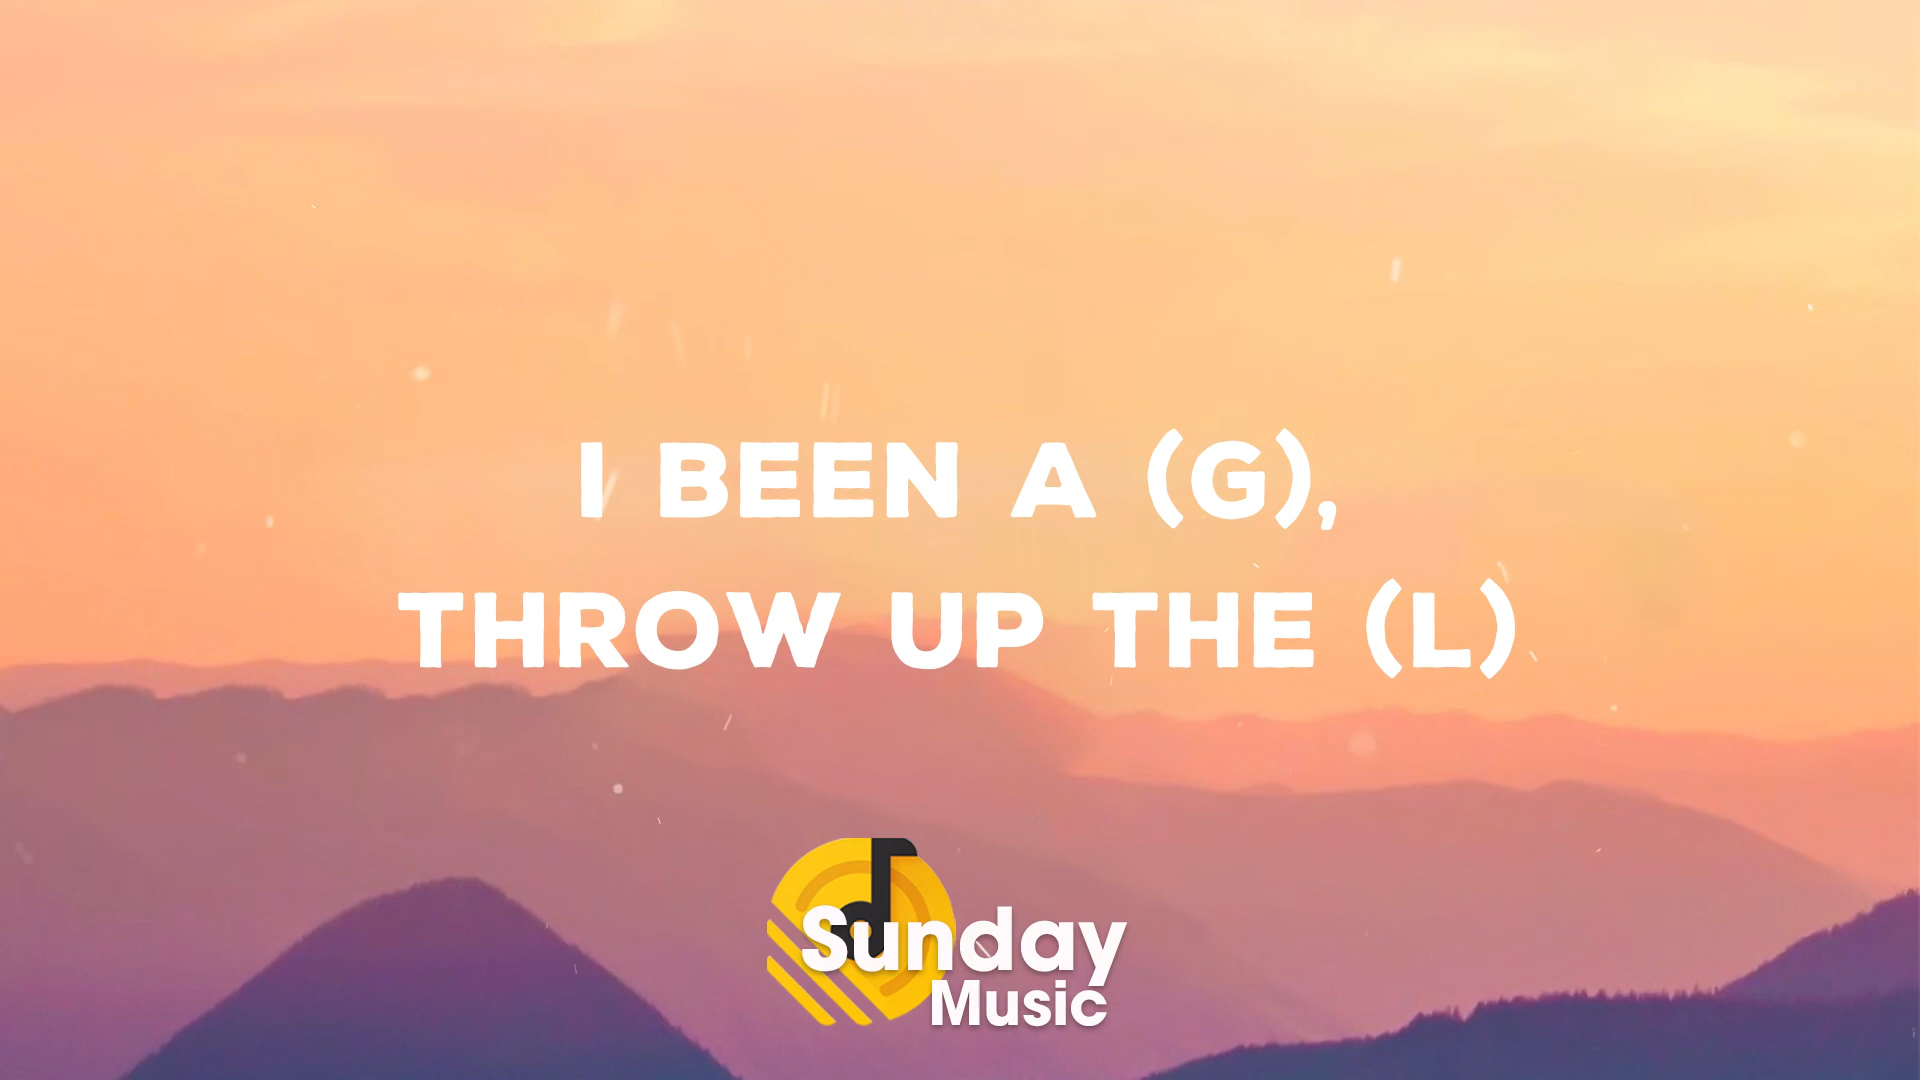 I BEEN A (G),
THROW UP THE (L)
Sunday
Music